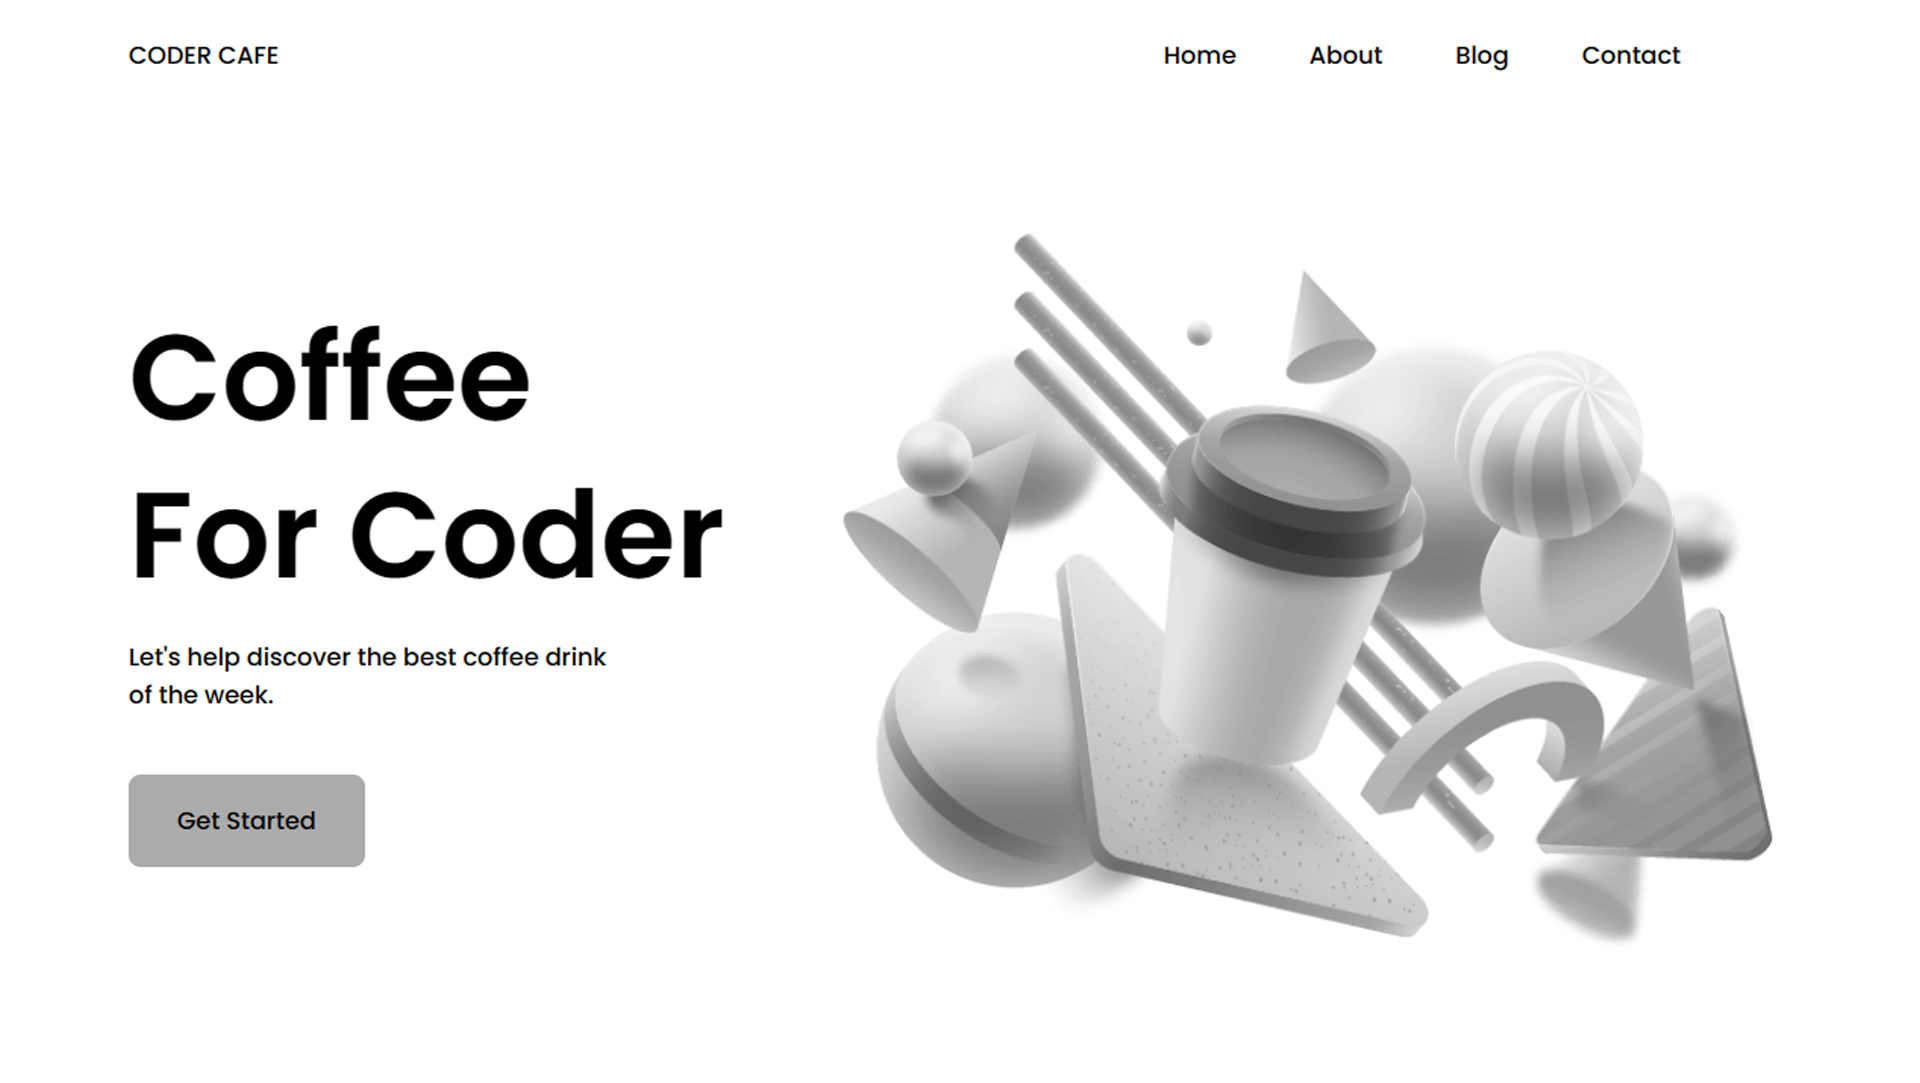 CODER CAFE
Home About Blog Contact
Coffee
For Coder
Let's help discover the best coffee drink
of the week.
Get Started